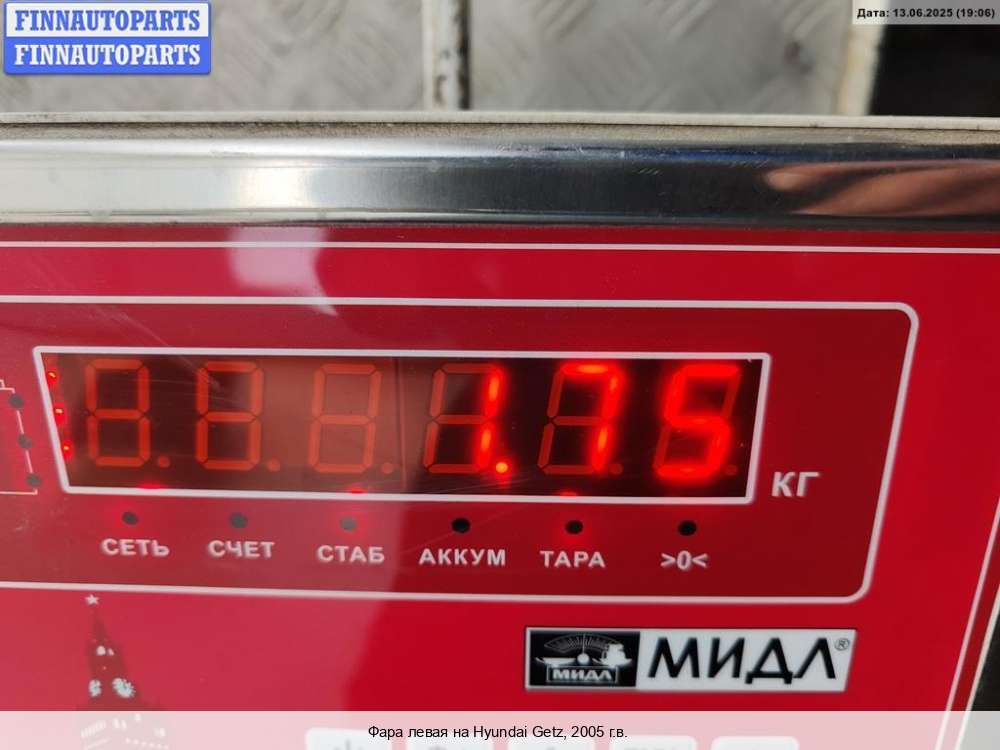 FINNAUTOPARTS
FINNAUTOPARTS
Дата: 13.06.2025 (19:06)
1.75
КГ
СЕТЬ СЧЕТ СТАБ АККУМ ТАРА >0<
МИДЛ
МИДЛ®
Фара левая на Hyundai Getz, 2005 г.в.